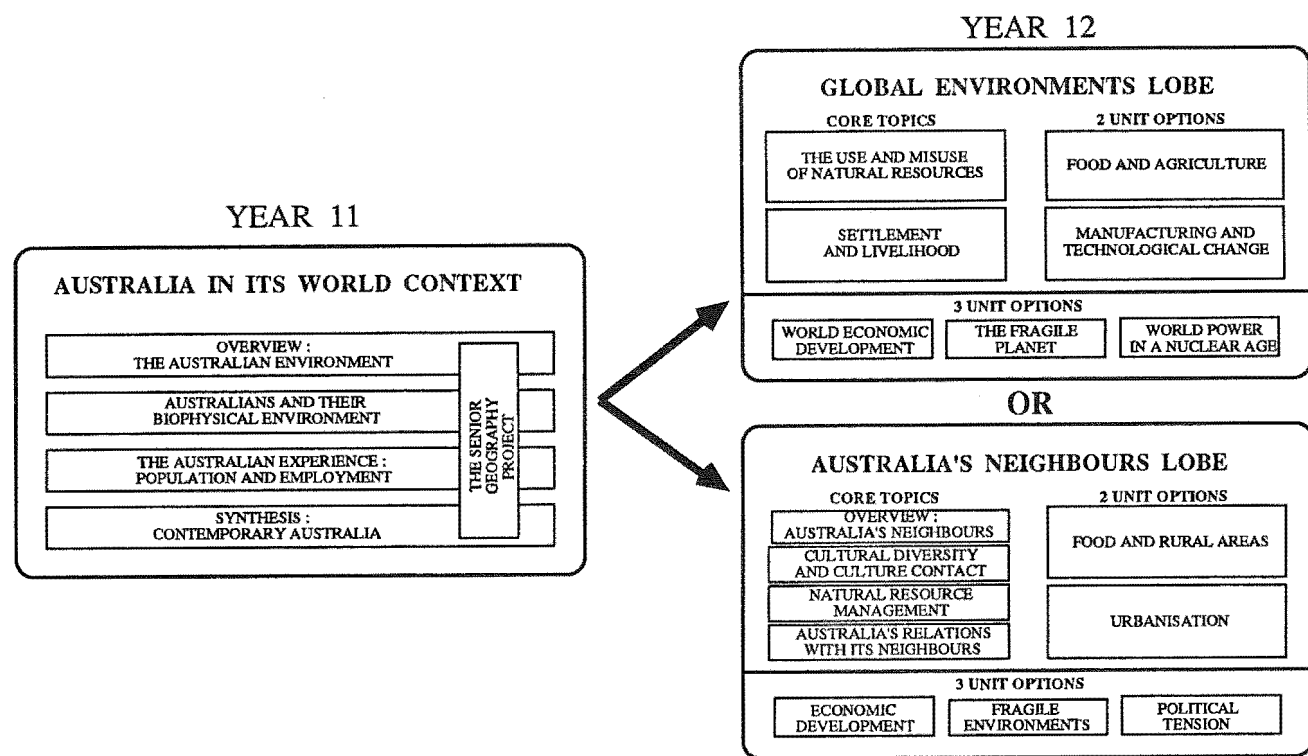 YEAR 11
AUSTRALIA IN ITS WORLD CONTEXT
OVERVIEW :
THE AUSTRALIAN ENVIRONMENT
AUSTRALIANS AND THEIR
BIOPHYSICAL ENVIRONMENT
THE AUSTRALIAN EXPERIENCE :
POPULATION AND EMPLOYMENT
SYNTHESIS :
CONTEMPORARY AUSTRALIA
THE SENIOR
GEOGRAPHY
PROJECT
YEAR 12
GLOBAL ENVIRONMENTS LOBE
CORE TOPICS
THE USE AND MISUSE
OF NATURAL RESOURCES
SETTLEMENT
AND LIVELIHOOD
2 UNIT OPTIONS
FOOD AND AGRICULTURE
MANUFACTURING AND
TECHNOLOGICAL CHANGE
3 UNIT OPTIONS
WORLD ECONOMIC
DEVELOPMENT
THE FRAGILE
PLANET
WORLD POWER
IN A NUCLEAR AGE
OR
AUSTRALIA'S NEIGHBOURS LOBE
CORE TOPICS
OVERVIEW :
AUSTRALIA'S NEIGHBOURS
CULTURAL DIVERSITY
AND CULTURE CONTACT
NATURAL RESOURCE
MANAGEMENT
AUSTRALIA'S RELATIONS
WITH ITS NEIGHBOURS
2 UNIT OPTIONS
FOOD AND RURAL AREAS
URBANISATION
3 UNIT OPTIONS
ECONOMIC
DEVELOPMENT
FRAGILE
ENVIRONMENTS
POLITICAL
TENSION